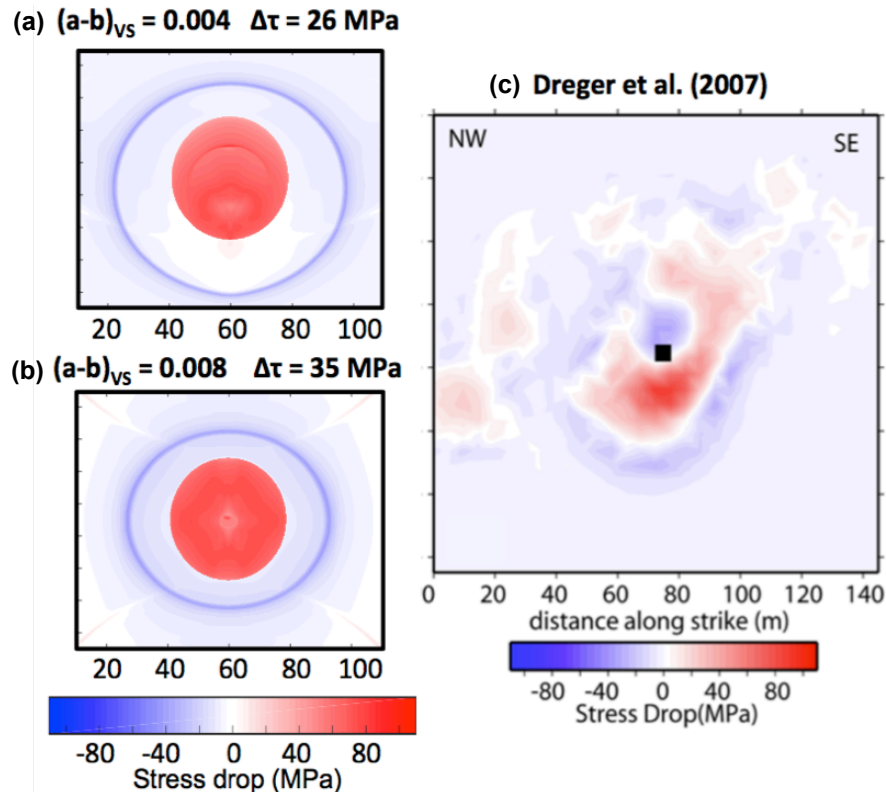 (a) (a-b)VS = 0.004 Δτ = 26 MPa
20 40 60 80 100
(b) (a-b)VS = 0.008 Δτ = 35 MPa
20 40 60 80 100
-80 -40 0 40 80
Stress drop (MPa)
(c) Dreger et al. (2007)
NW SE
0 20 40 60 80 100 120 140
distance along strike (m)
-80 -40 0 40 80
Stress Drop(MPa)